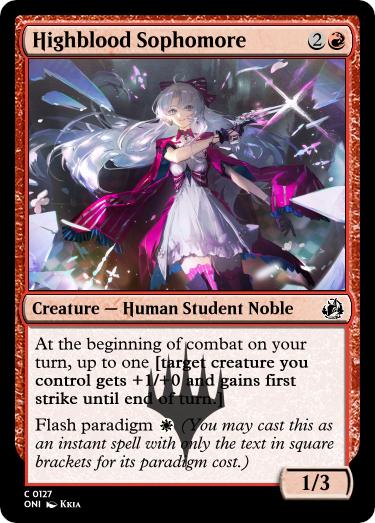 Highblood Sophomore 2
Creature — Human Student Noble
At the beginning of combat on your
turn, up to one [target creature you
control gets +1/+0 and gains first
strike until end of turn.]
Flash paradigm (You may cast this as
an instant spell with only the text in square
brackets for its paradigm cost.)
1/3
C 0127
ONI Kkia